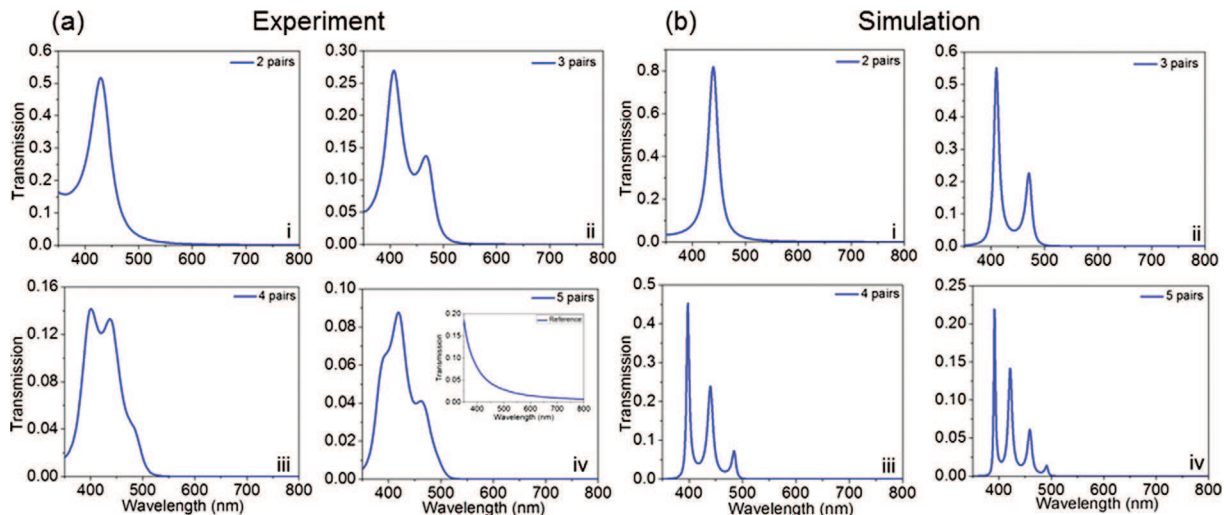 (a) Experiment
(b) Simulation
Transmission
0.6
0.5
0.4
0.3
0.2
0.1
0.0
400 500 600 700 800
2 pairs
i
0.30
0.25
0.20
0.15
0.10
0.05
0.00
400 500 600 700 800
3 pairs
ii
Transmission
0.8
0.6
0.4
0.2
0.0
400 500 600 700 800
2 pairs
i
0.6
0.5
0.4
0.3
0.2
0.1
0.0
400 500 600 700 800
3 pairs
ii
Transmission
0.16
0.12
0.08
0.04
0.00
400 500 600 700 800
Wavelength (nm)
4 pairs
iii
0.10
0.08
0.06
0.04
0.02
0.00
400 500 600 700 800
Wavelength (nm)
5 pairs
iv
Transmission
0.20
0.15
0.10
0.05
0.00
400 500 600 700 800
Wavelength (nm)
Reference
Transmission
0.5
0.4
0.3
0.2
0.1
0.0
400 500 600 700 800
Wavelength (nm)
4 pairs
iii
0.25
0.20
0.15
0.10
0.05
0.00
400 500 600 700 800
Wavelength (nm)
5 pairs
iv